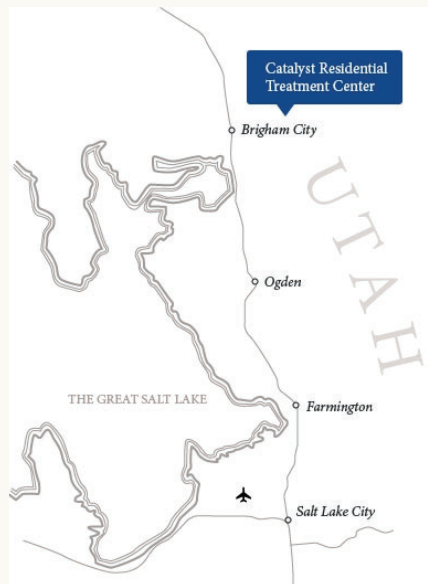 Catalyst Residential
Treatment Center
Brigham City
UTAH
Ogden
THE GREAT SALT LAKE
Farmington
Salt Lake City